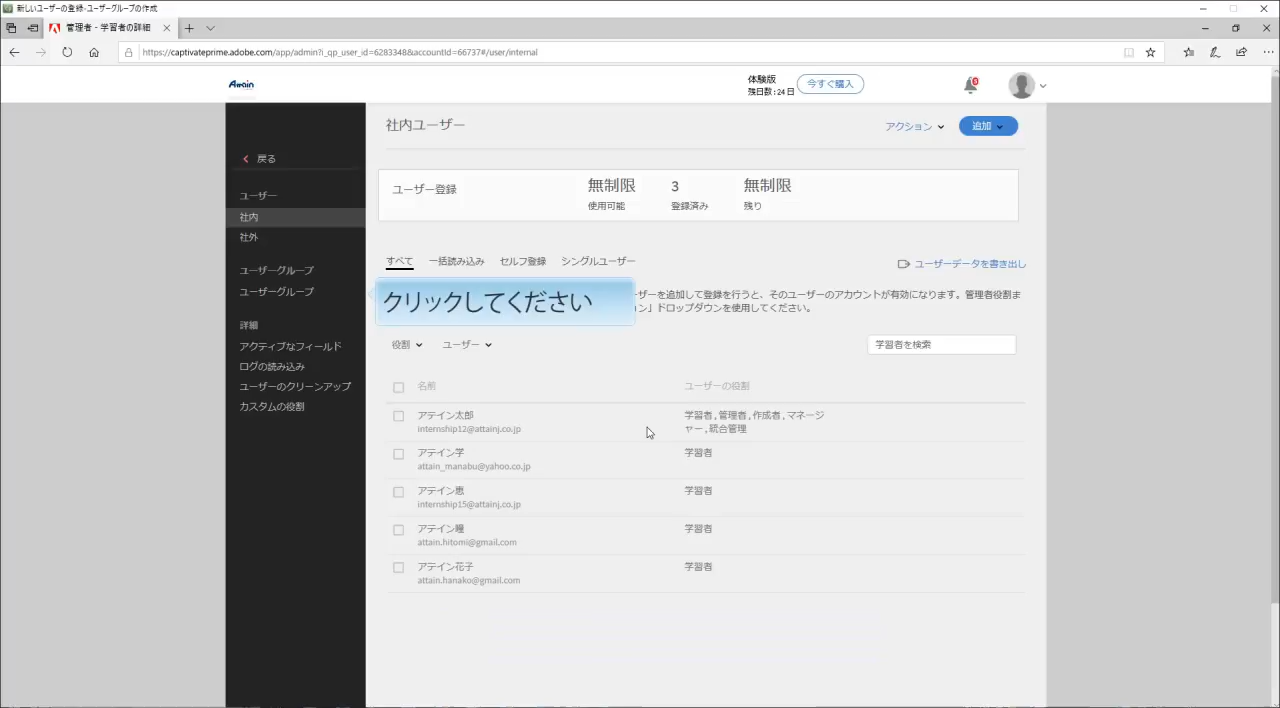 新しいユーザーの登録-ユーザーグループの作成
管理者 - 学習者の詳細
https://captivateprime.adobe.com/app/admin?i_qp_user_id=6283348&accountId=66737#/user/internal
Attain
体験版
残日数:24日
今すぐ購入
戻る
ユーザー
社内
社外
ユーザーグループ
ユーザーグループ
詳細
アクティブなフィールド
ログの読み込み
ユーザーのクリーンアップ
カスタムの役割
社内ユーザー
アクション
追加
ユーザー登録
無制限
使用可能
3
登録済み
無制限
残り
すべて 一括読み込み セルフ登録 シングルユーザー
ユーザーデータを書き出し
クリックしてください
ーザーを追加して登録を行うと、そのユーザーのアカウントが有効になります。管理者役割ま
ョン」ドロップダウンを使用してください。
役割 ユーザー
学習者を検索
名前 ユーザーの役割
アテイン太郎
internship12@attainj.co.jp
学習者,管理者,作成者,マネージ
ャー,統合管理
アテイン学
attain_manabu@yahoo.co.jp
学習者
アテイン恵
internship15@attainj.co.jp
学習者
アテイン瞳
attain.hitomi@gmail.com
学習者
アテイン花子
attain.hanako@gmail.com
学習者